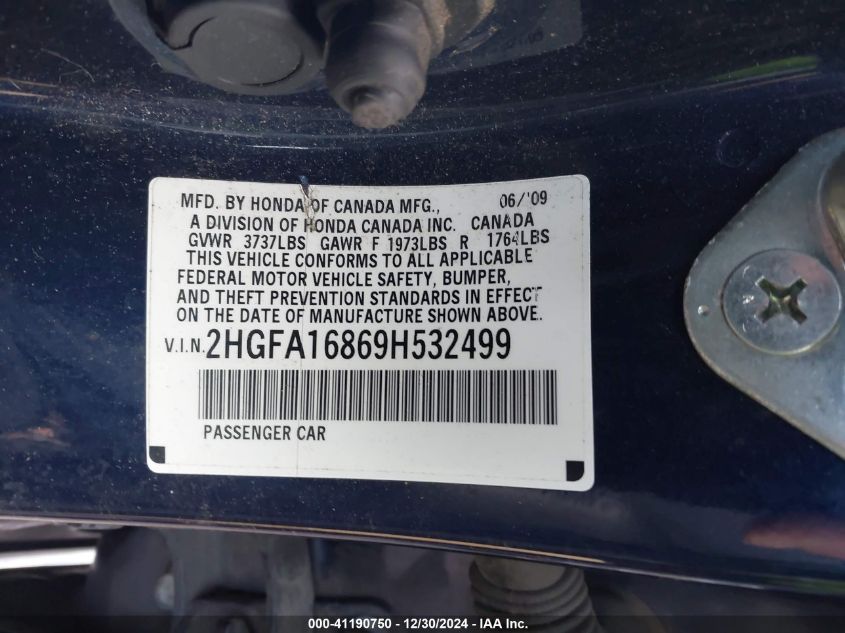 MFD. BY HONDA OF CANADA MFG., 06/'09
A DIVISION OF HONDA CANADA INC. CANADA
GVWR 3737LBS GAWR F 1973LBS R 1764LBS
THIS VEHICLE CONFORMS TO ALL APPLICABLE
FEDERAL MOTOR VEHICLE SAFETY, BUMPER,
AND THEFT PREVENTION STANDARDS IN EFFECT
ON THE DATE OF MANUFACTURE SHOWN ABOVE.
V.I.N. 2HGFA16869H532499
PASSENGER CAR
000-41190750 — 12/30/2024 — IAA Inc.